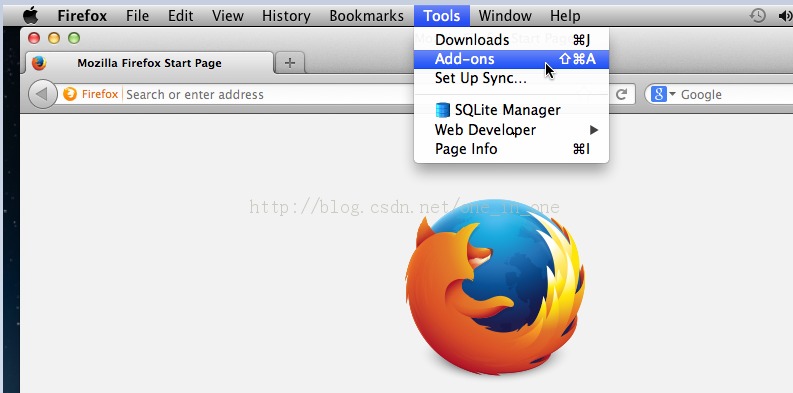 Firefox File Edit View History Bookmarks Tools Window Help
Mozilla Firefox Start Page
Downloads ⌘J
Add-ons ⇧⌘A
Set Up Sync...
SQLite Manager
Web Developer ▶
Page Info ⌘I
Firefox Search or enter address
Google
http://blog.csdn.net/one_in_one